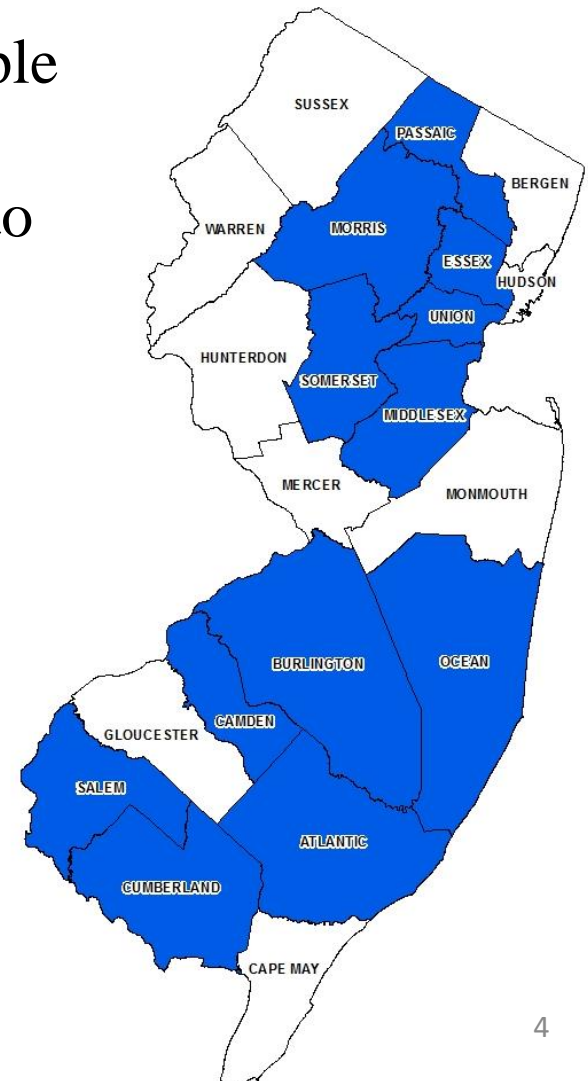 SUSSEX
PASSAIC
BERGEN
WARREN
MORRIS
ESSEX
HUDSON
UNION
HUNTERDON
SOMERSET
MIDDLESEX
MERCER
MONMOUTH
BURLINGTON
OCEAN
CAMDEN
GLOUCESTER
SALEM
ATLANTIC
CUMBERLAND
CAPE MAY
4